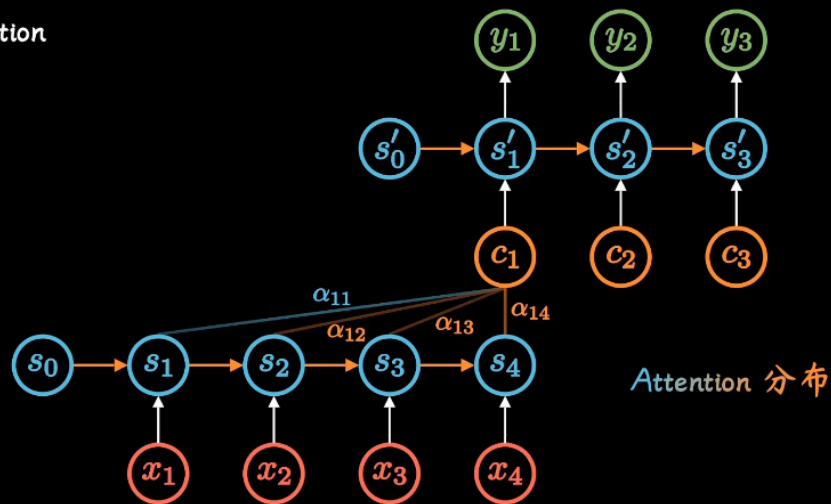 tion
y₁ y₂ y₃
s′₀ s′₁ s′₂ s′₃
c₁ c₂ c₃
α₁₁ α₁₂ α₁₃ α₁₄
s₀ s₁ s₂ s₃ s₄
Attention 分布
x₁ x₂ x₃ x₄